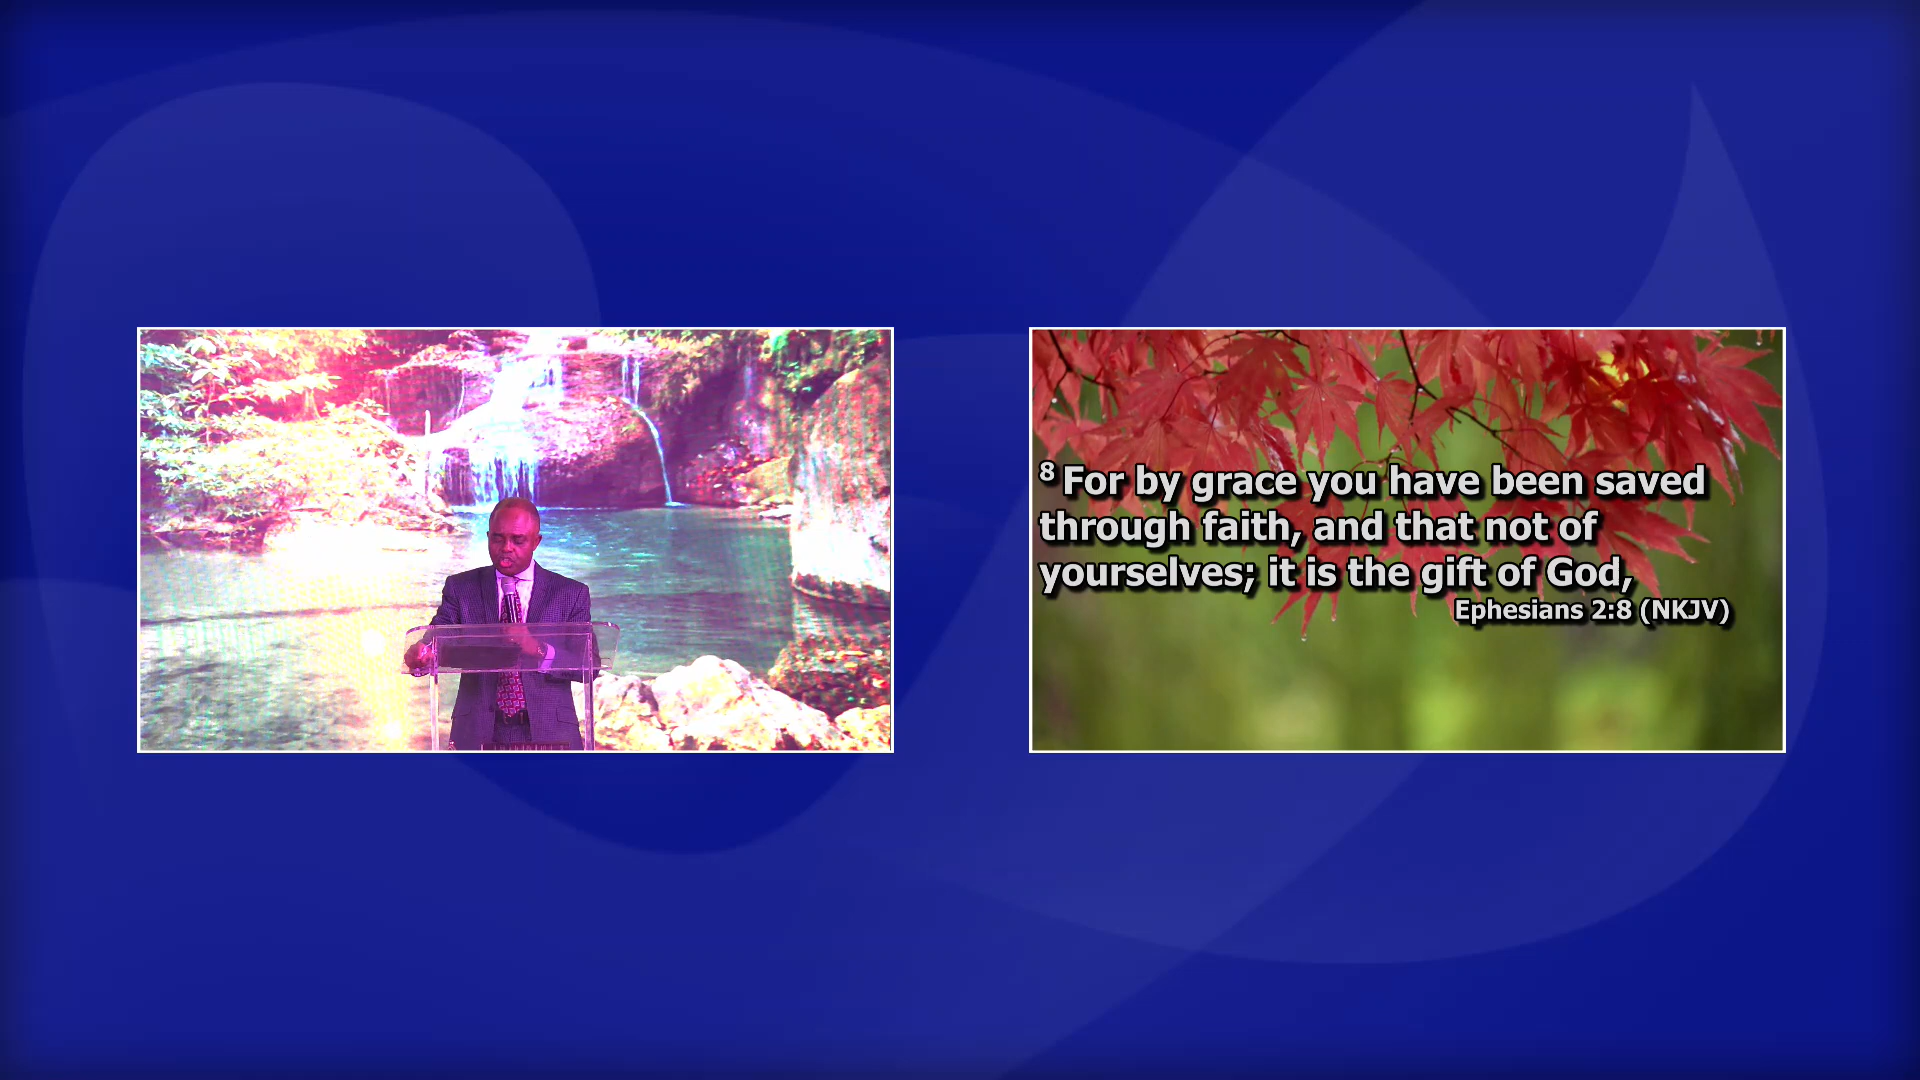 8 For by grace you have been saved
through faith, and that not of
yourselves; it is the gift of God,
Ephesians 2:8 (NKJV)